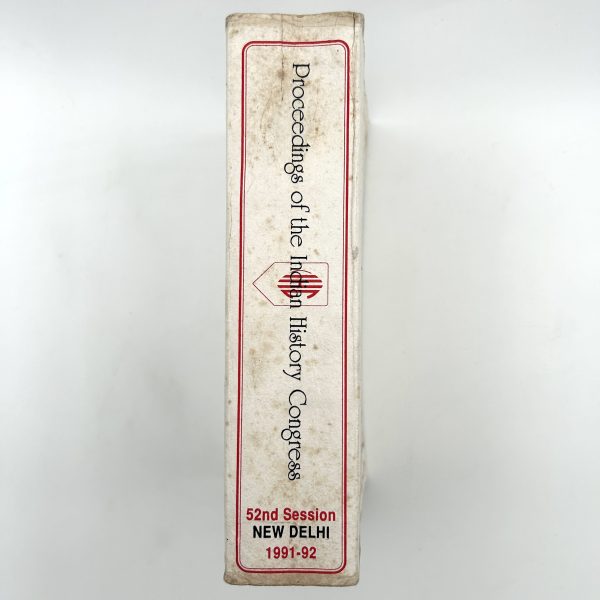 Proceedings of the Indian History Congress
52nd Session
NEW DELHI
1991-92